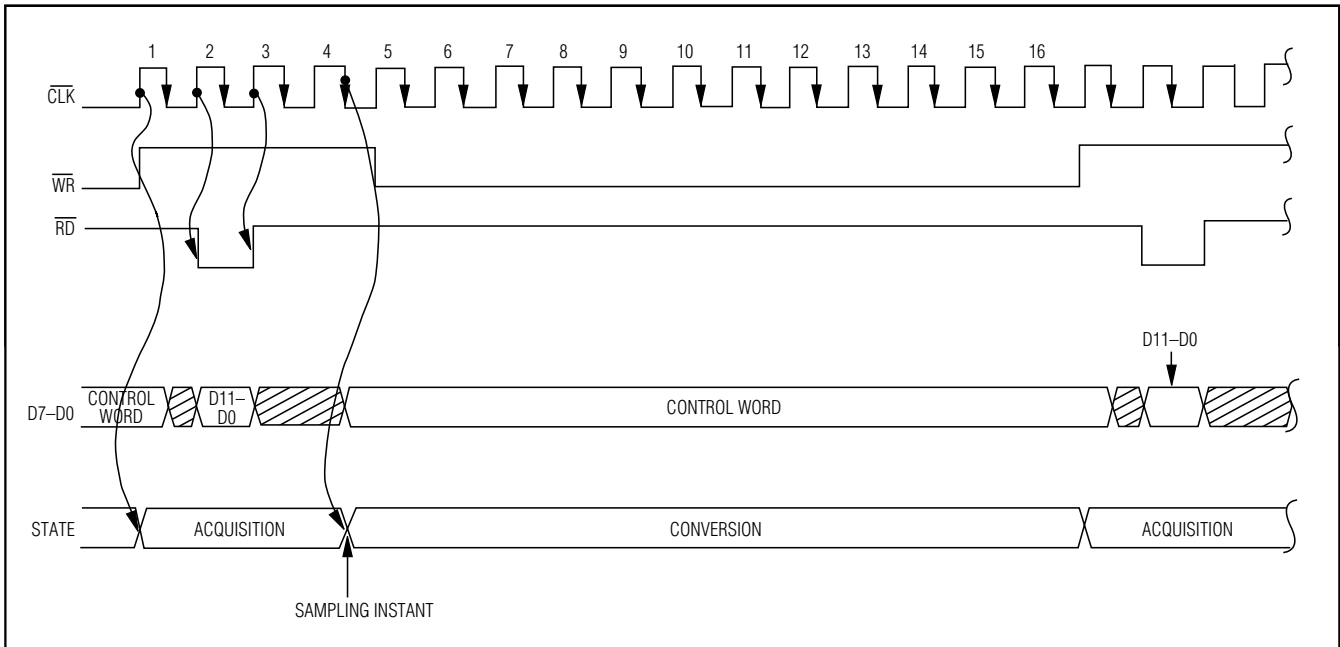 1 2 3 4 5 6 7 8 9 10 11 12 13 14 15 16
CLK
WR
RD
D11–D0
D7–D0
CONTROL
WORD
D11–
D0
CONTROL WORD
STATE
ACQUISITION
CONVERSION
ACQUISITION
SAMPLING INSTANT